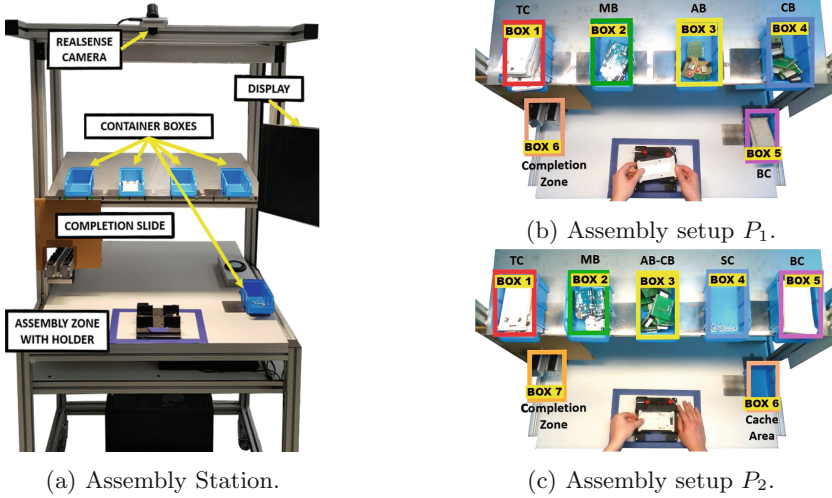 REALSENSE
CAMERA
DISPLAY
CONTAINER BOXES
COMPLETION SLIDE
ASSEMBLY ZONE
WITH HOLDER
(a) Assembly Station.
TC MB AB CB
BOX 1 BOX 2 BOX 3 BOX 4
BOX 6
Completion
Zone
BOX 5
BC
(b) Assembly setup P₁.
TC MB AB-CB SC BC
BOX 1 BOX 2 BOX 3 BOX 4 BOX 5
BOX 7
Completion
Zone
BOX 6
Cache
Area
(c) Assembly setup P₂.